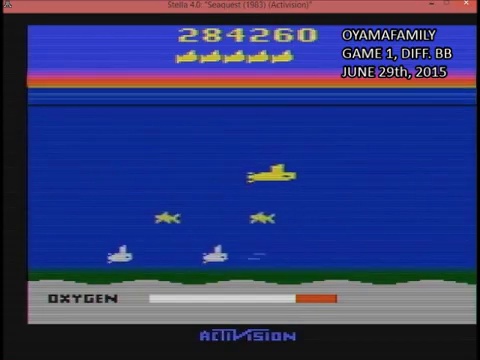 Stella 4.0: "Seaquest (1983) (Activision)"
284260
OYAMAFAMILY
GAME 1, DIFF. BB
JUNE 29th, 2015
OXYGEN
ACTIVISION